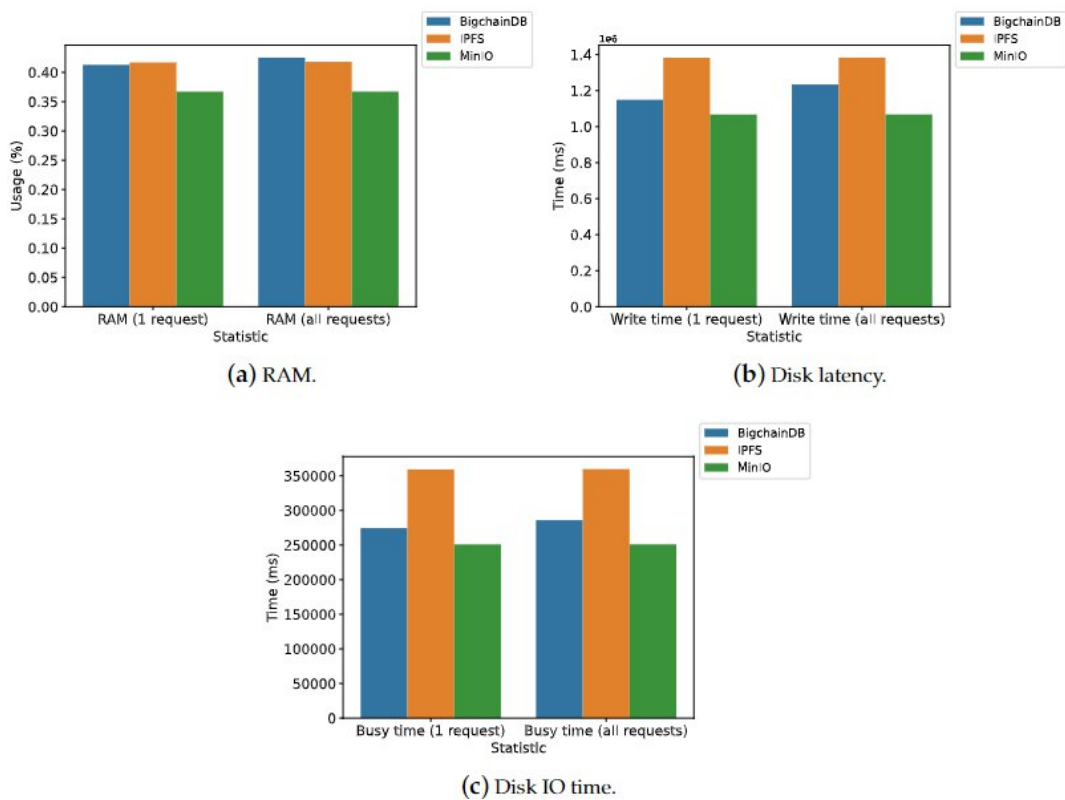 BigchainDB
IPFS
MinIO
0.40
0.35
0.30
0.25
0.20
0.15
0.10
0.05
0.00
Usage (%)
RAM (1 request) RAM (all requests)
Statistic
(a) RAM.
BigchainDB
IPFS
MinIO
1e6
1.4
1.2
1.0
0.8
0.6
0.4
0.2
0.0
Time (ms)
Write time (1 request) Write time (all requests)
Statistic
(b) Disk latency.
BigchainDB
IPFS
MinIO
350000
300000
250000
200000
150000
100000
50000
0
Time (ms)
Busy time (1 request) Busy time (all requests)
Statistic
(c) Disk IO time.